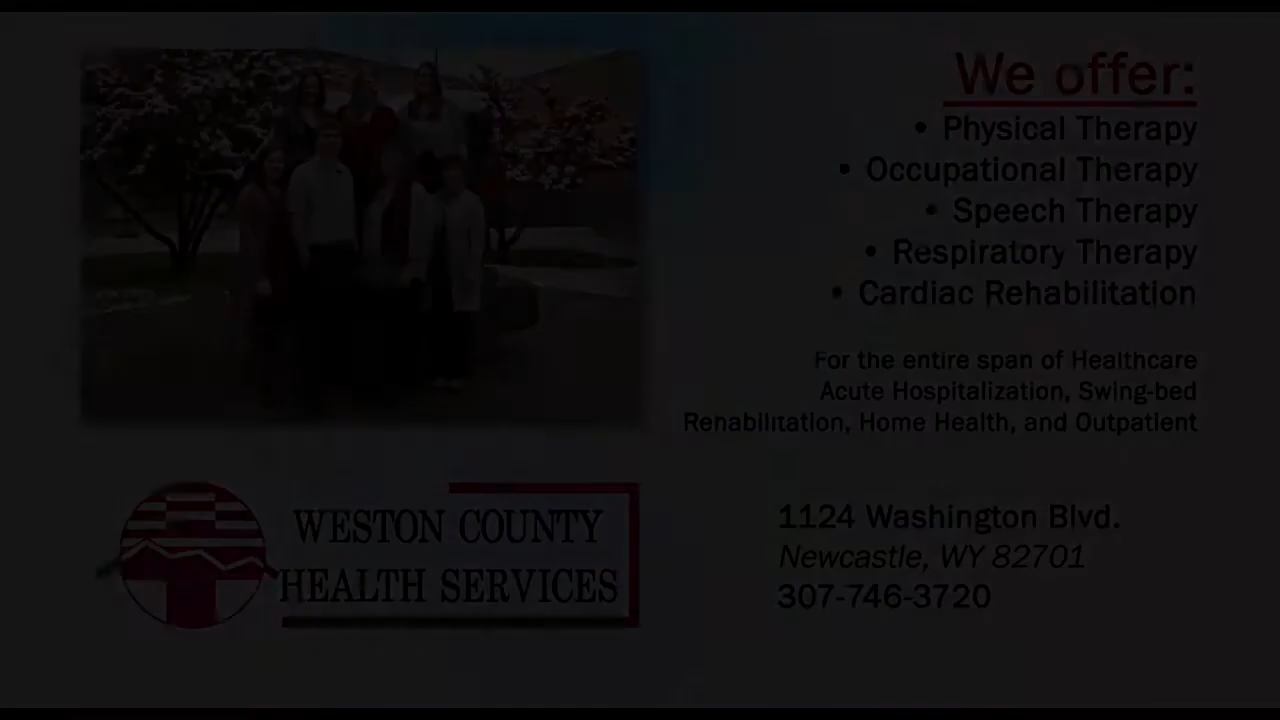 We offer:
• Physical Therapy
• Occupational Therapy
• Speech Therapy
• Respiratory Therapy
• Cardiac Rehabilitation
For the entire span of Healthcare
Acute Hospitalization, Swing-bed
Rehabilitation, Home Health, and Outpatient
WESTON COUNTY
HEALTH SERVICES
1124 Washington Blvd.
Newcastle, WY 82701
307-746-3720